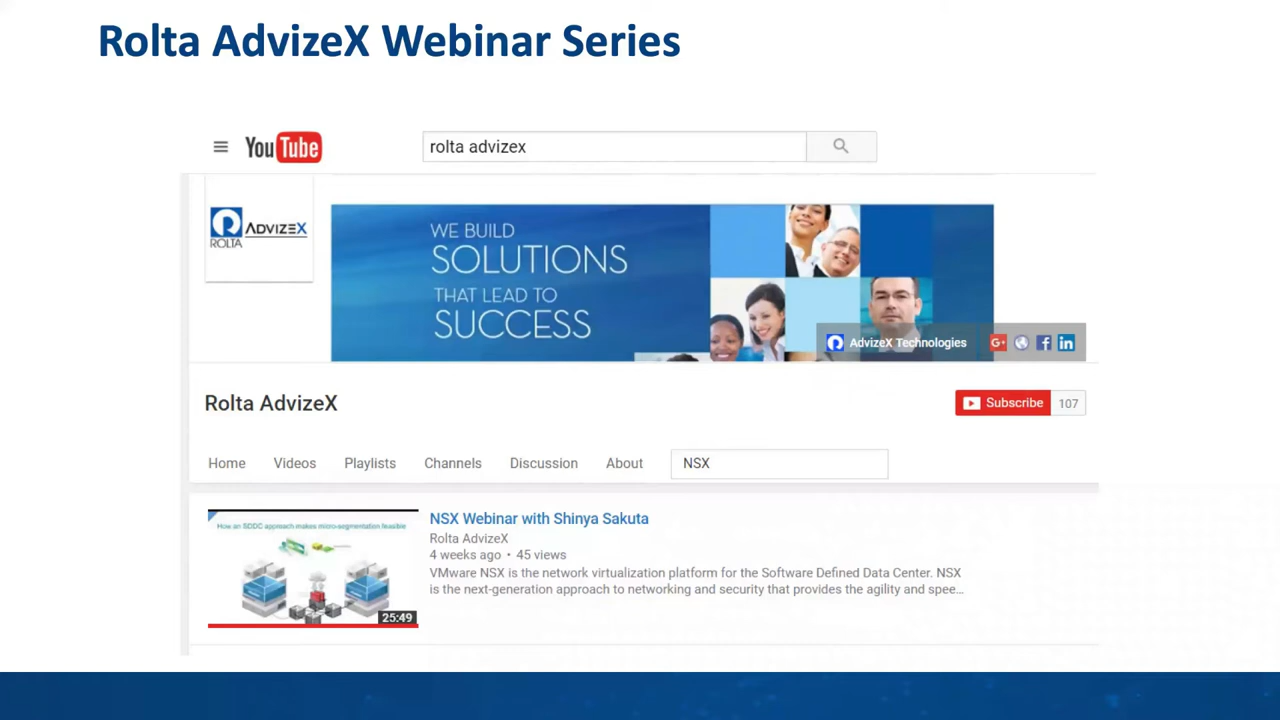 Rolta AdvizeX Webinar Series
YouTube
rolta advizex
ROLTA
ADVIZEX
WE BUILD
SOLUTIONS
THAT LEAD TO
SUCCESS
AdvizeX Technologies
G+
f
in
Rolta AdvizeX
Subscribe 107
Home Videos Playlists Channels Discussion About NSX
How an SDDC approach makes micro-segmentation feasible
25:49
NSX Webinar with Shinya Sakuta
Rolta AdvizeX
4 weeks ago • 45 views
VMware NSX is the network virtualization platform for the Software Defined Data Center. NSX
is the next-generation approach to networking and security that provides the agility and spee...